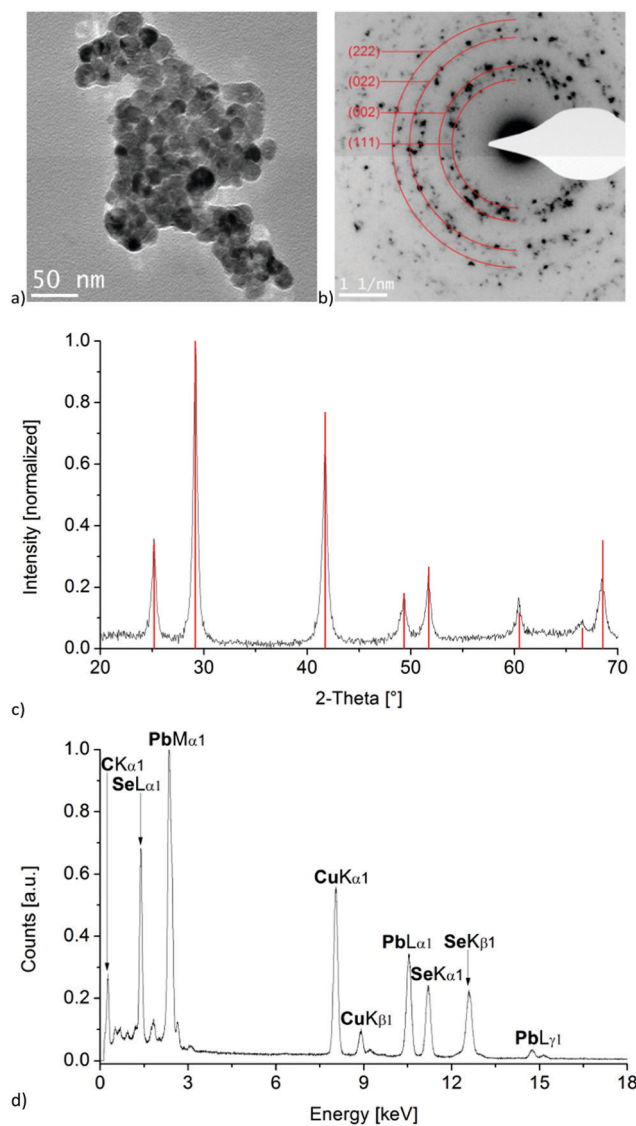 (222)
(022)
(002)
(111)
50 nm
1 1/nm
a)
b)
Intensity [normalized]
1.0
0.8
0.6
0.4
0.2
0.0
20 30 40 50 60 70
2-Theta [°]
c)
PbMα1
CKα1
SeLα1
CuKα1
PbLα1
SeKβ1
SeKα1
CuKβ1
PbLγ1
Counts [a.u.]
1.0
0.8
0.6
0.4
0.2
0.0
0 3 6 9 12 15 18
Energy [keV]
d)